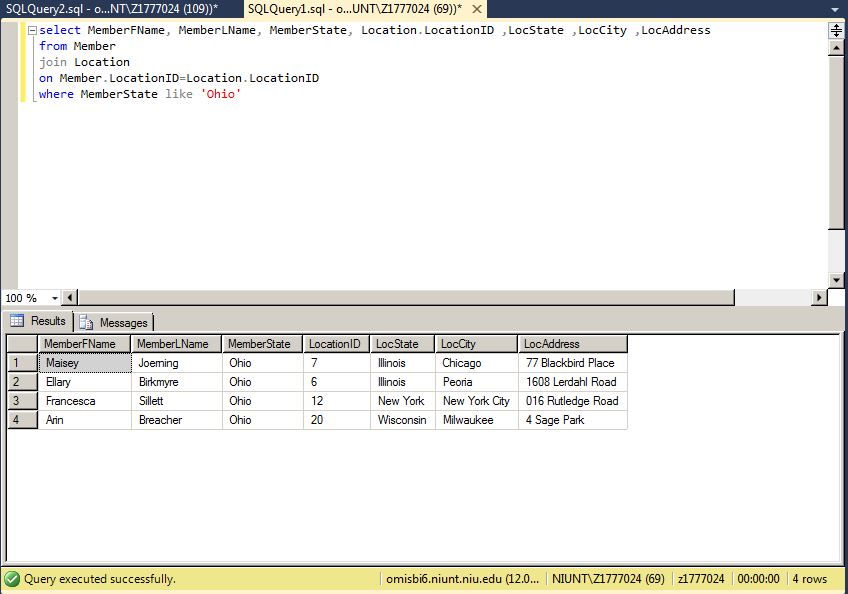 SQLQuery2.sql - o...NT\Z1777024 (109))* SQLQuery1.sql - o...UNT\Z1777024 (69))*
select MemberFName, MemberLName, MemberState, Location.LocationID ,LocState ,LocCity ,LocAddress
from Member
join Location
on Member.LocationID=Location.LocationID
where MemberState like 'Ohio'
100 %
Results Messages
MemberFName MemberLName MemberState LocationID LocState LocCity LocAddress
1 Maisey Joeming Ohio 7 Illinois Chicago 77 Blackbird Place
2 Ellary Birkmyre Ohio 6 Illinois Peoria 1608 Lerdahl Road
3 Francesca Sillett Ohio 12 New York New York City 016 Rutledge Road
4 Arin Breacher Ohio 20 Wisconsin Milwaukee 4 Sage Park
Query executed successfully. omisbi6.niunt.niu.edu (12.0... NIUNT\Z1777024 (69) z1777024 00:00:00 4 rows